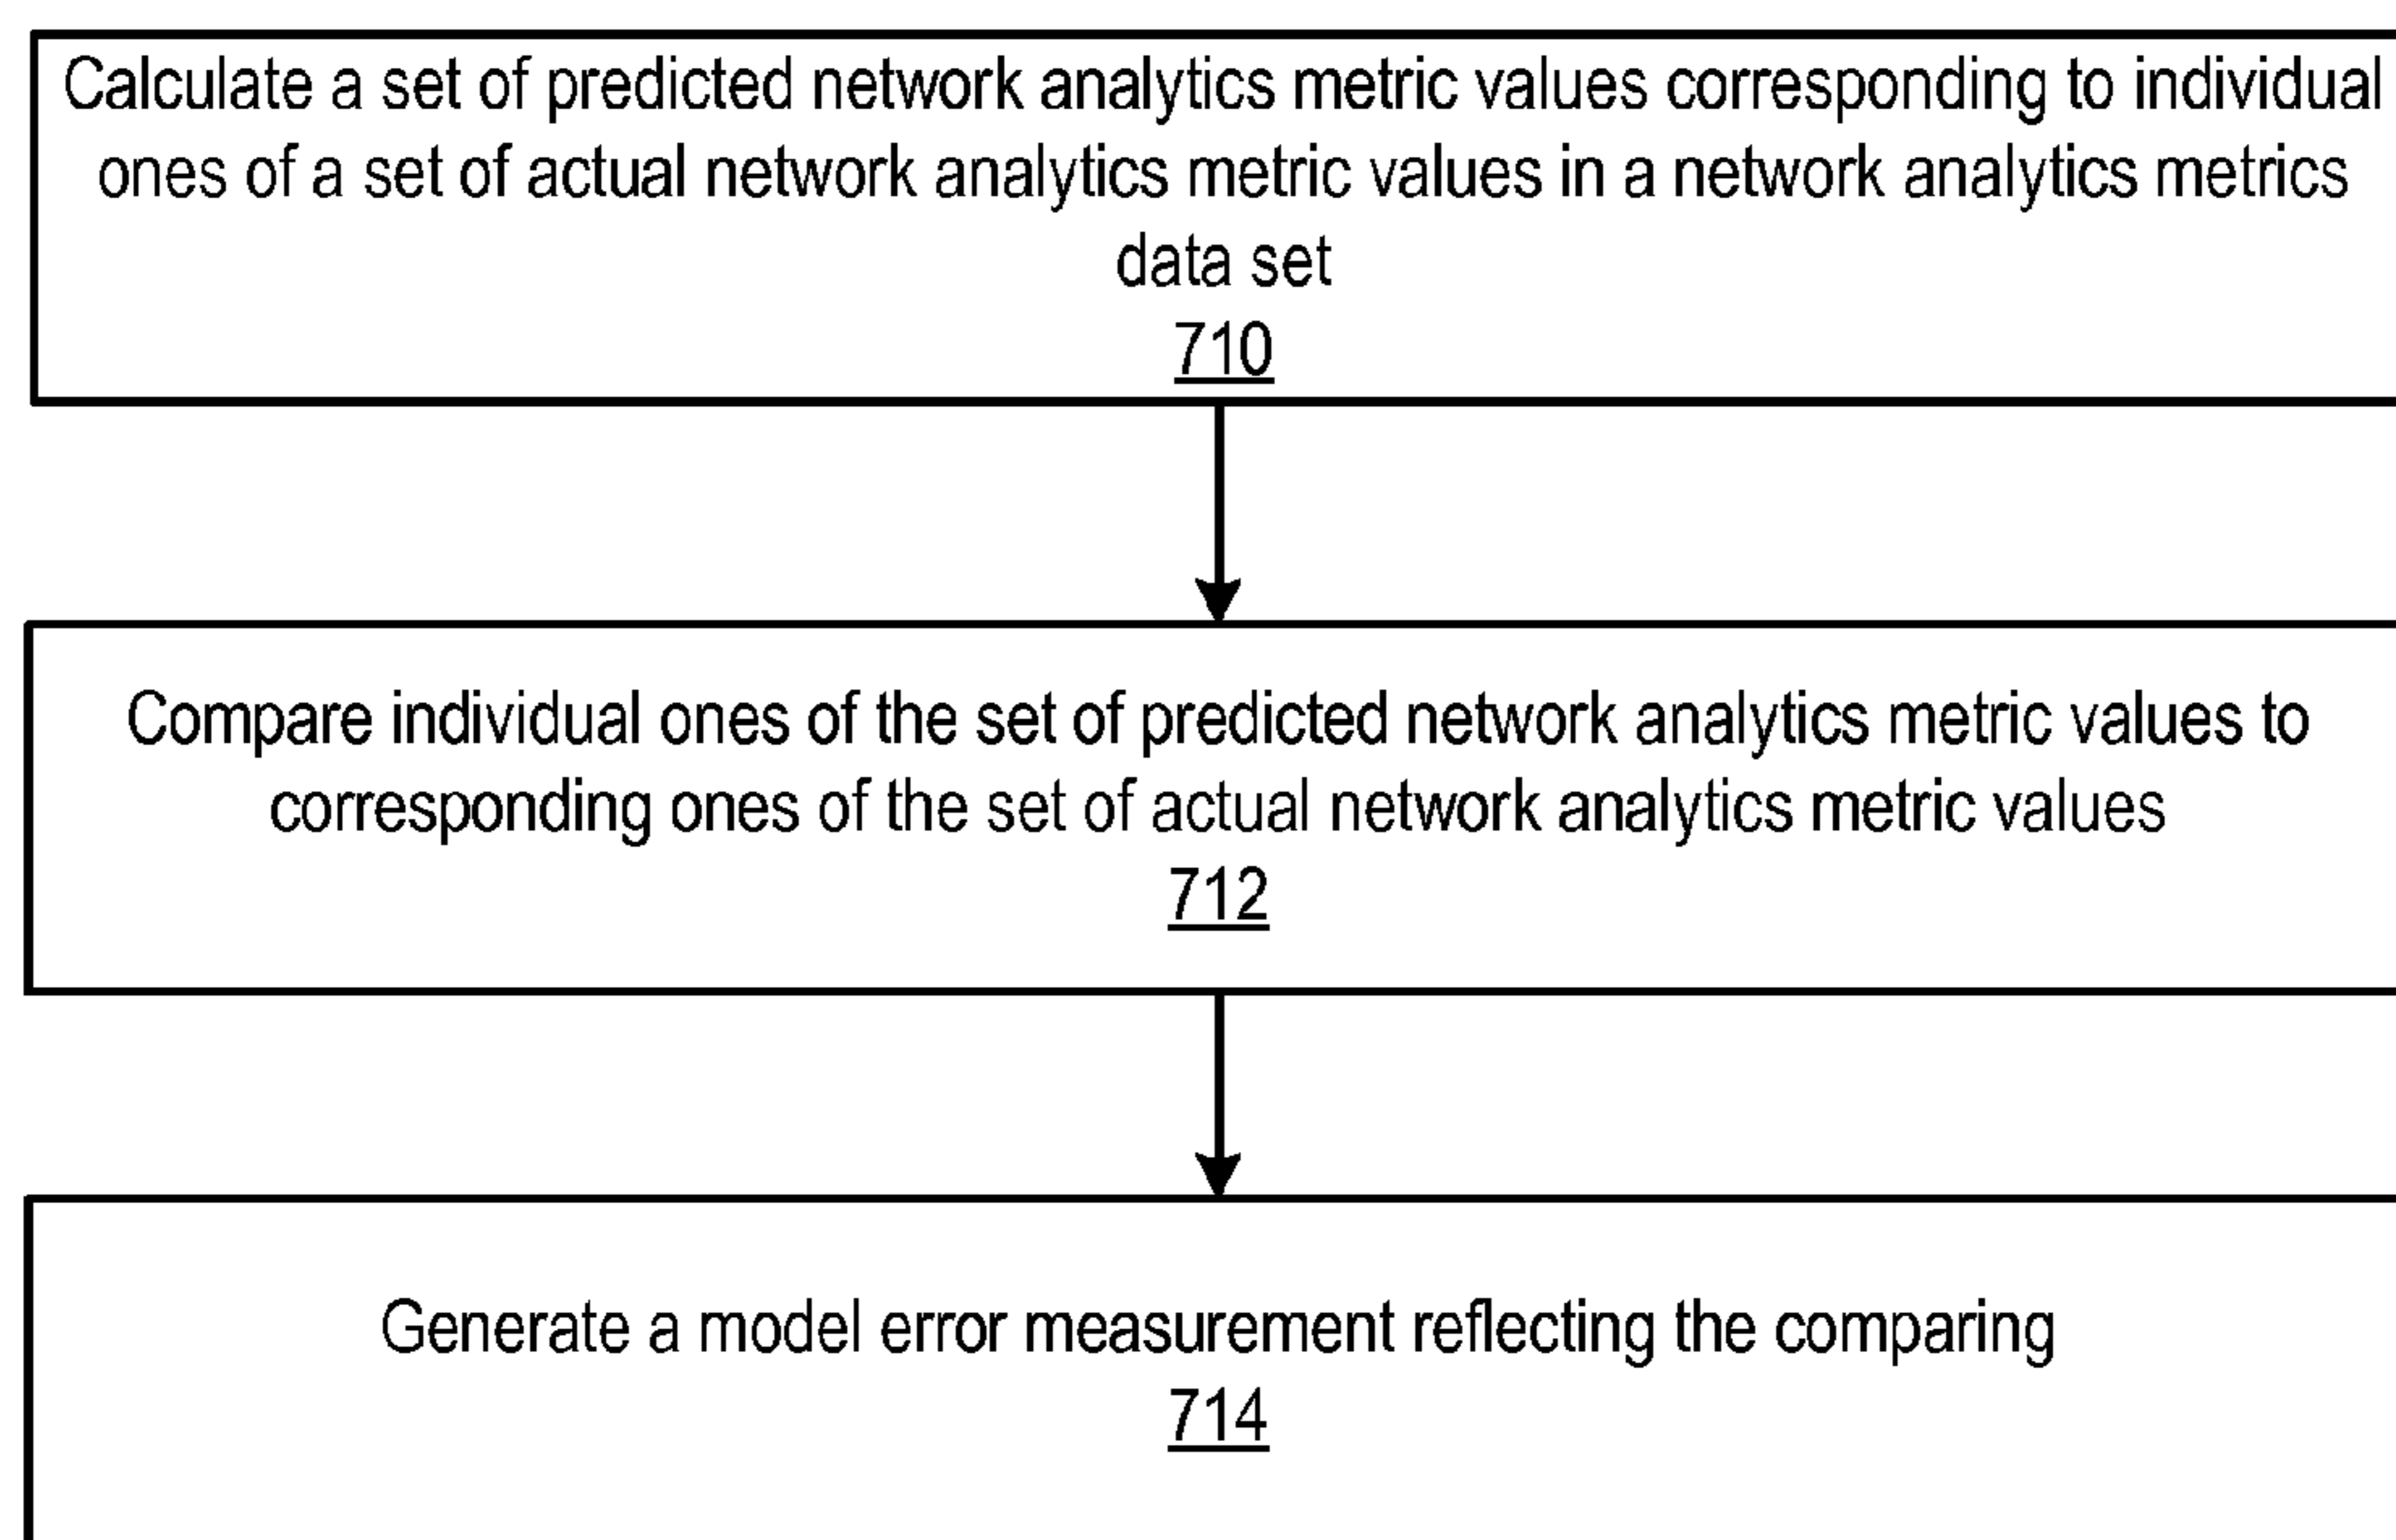 Calculate a set of predicted network analytics metric values corresponding to individual
ones of a set of actual network analytics metric values in a network analytics metrics
data set
710
Compare individual ones of the set of predicted network analytics metric values to
corresponding ones of the set of actual network analytics metric values
712
Generate a model error measurement reflecting the comparing
714